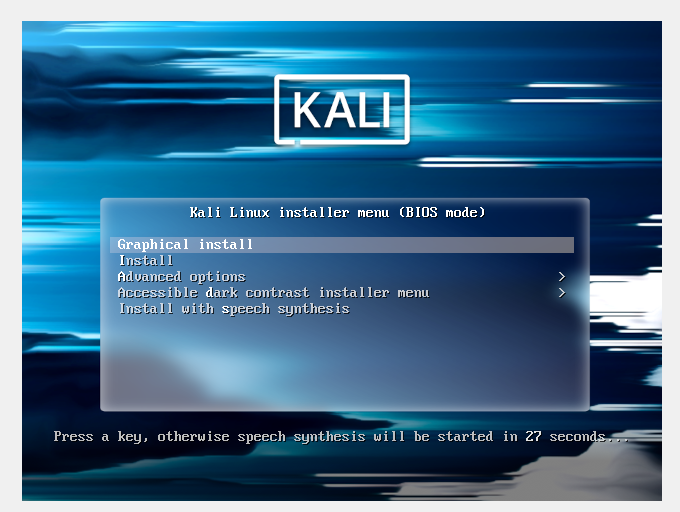 KALI
Kali Linux installer menu (BIOS mode)
Graphical install
Install
Advanced options >
Accessible dark contrast installer menu >
Install with speech synthesis
Press a key, otherwise speech synthesis will be started in 27 seconds...